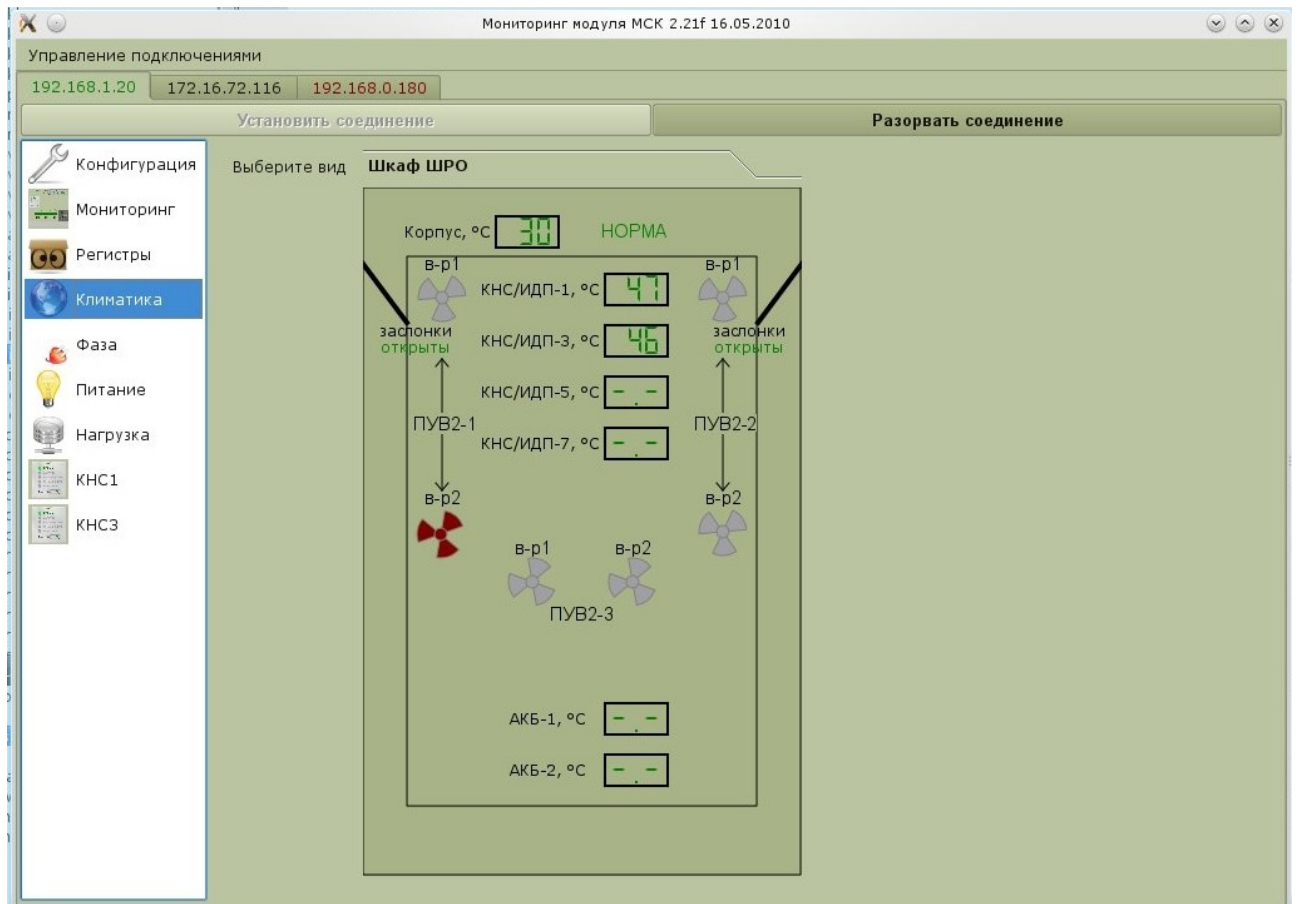 Мониторинг модуля МСК 2.21f 16.05.2010
Управление подключениями
192.168.1.20 172.16.72.116 192.168.0.180
Установить соединение Разорвать соединение
Конфигурация
Мониторинг
Регистры
Климатика
Фаза
Питание
Нагрузка
КНС1
КНС3
Выберите вид Шкаф ШРО
Корпус, °C 30 НОРМА
в-р1 в-р1
КНС/ИДП-1, °C 47
заслонки заслонки
открыты открыты
КНС/ИДП-3, °C 46
КНС/ИДП-5, °C -.-
ПУВ2-1 ПУВ2-2
КНС/ИДП-7, °C -.-
в-р2 в-р2
в-р1 в-р2
ПУВ2-3
АКБ-1, °C -.-
АКБ-2, °C -.-